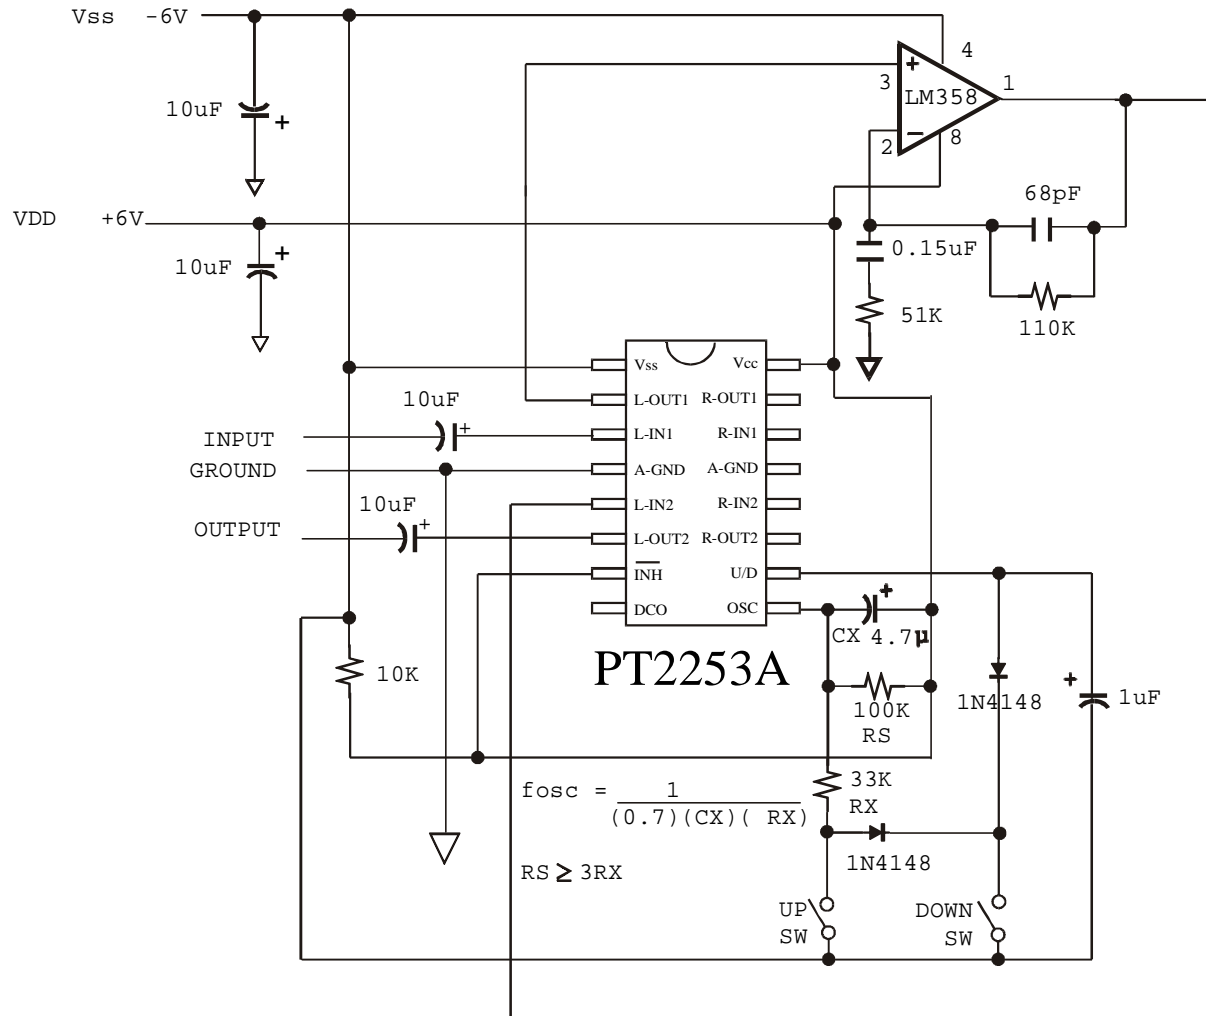 Vss -6V
4
+
3
LM358
1
10uF
+
2
−
8
68pF
VDD +6V
+
0.15uF
10uF
51K
110K
Vss
Vcc
10uF
L-OUT1
R-OUT1
+
INPUT
L-IN1
R-IN1
GROUND
A-GND
A-GND
10uF
L-IN2
R-IN2
+
OUTPUT
L-OUT2
R-OUT2
INH
U/D
+
DCO
OSC
CX 4.7μ
10K
PT2253A
+
1N4148
1uF
100K
RS
33K
RX
fosc = 1
(0.7)(CX)( RX)
1N4148
RS ≥ 3RX
UP
SW
DOWN
SW